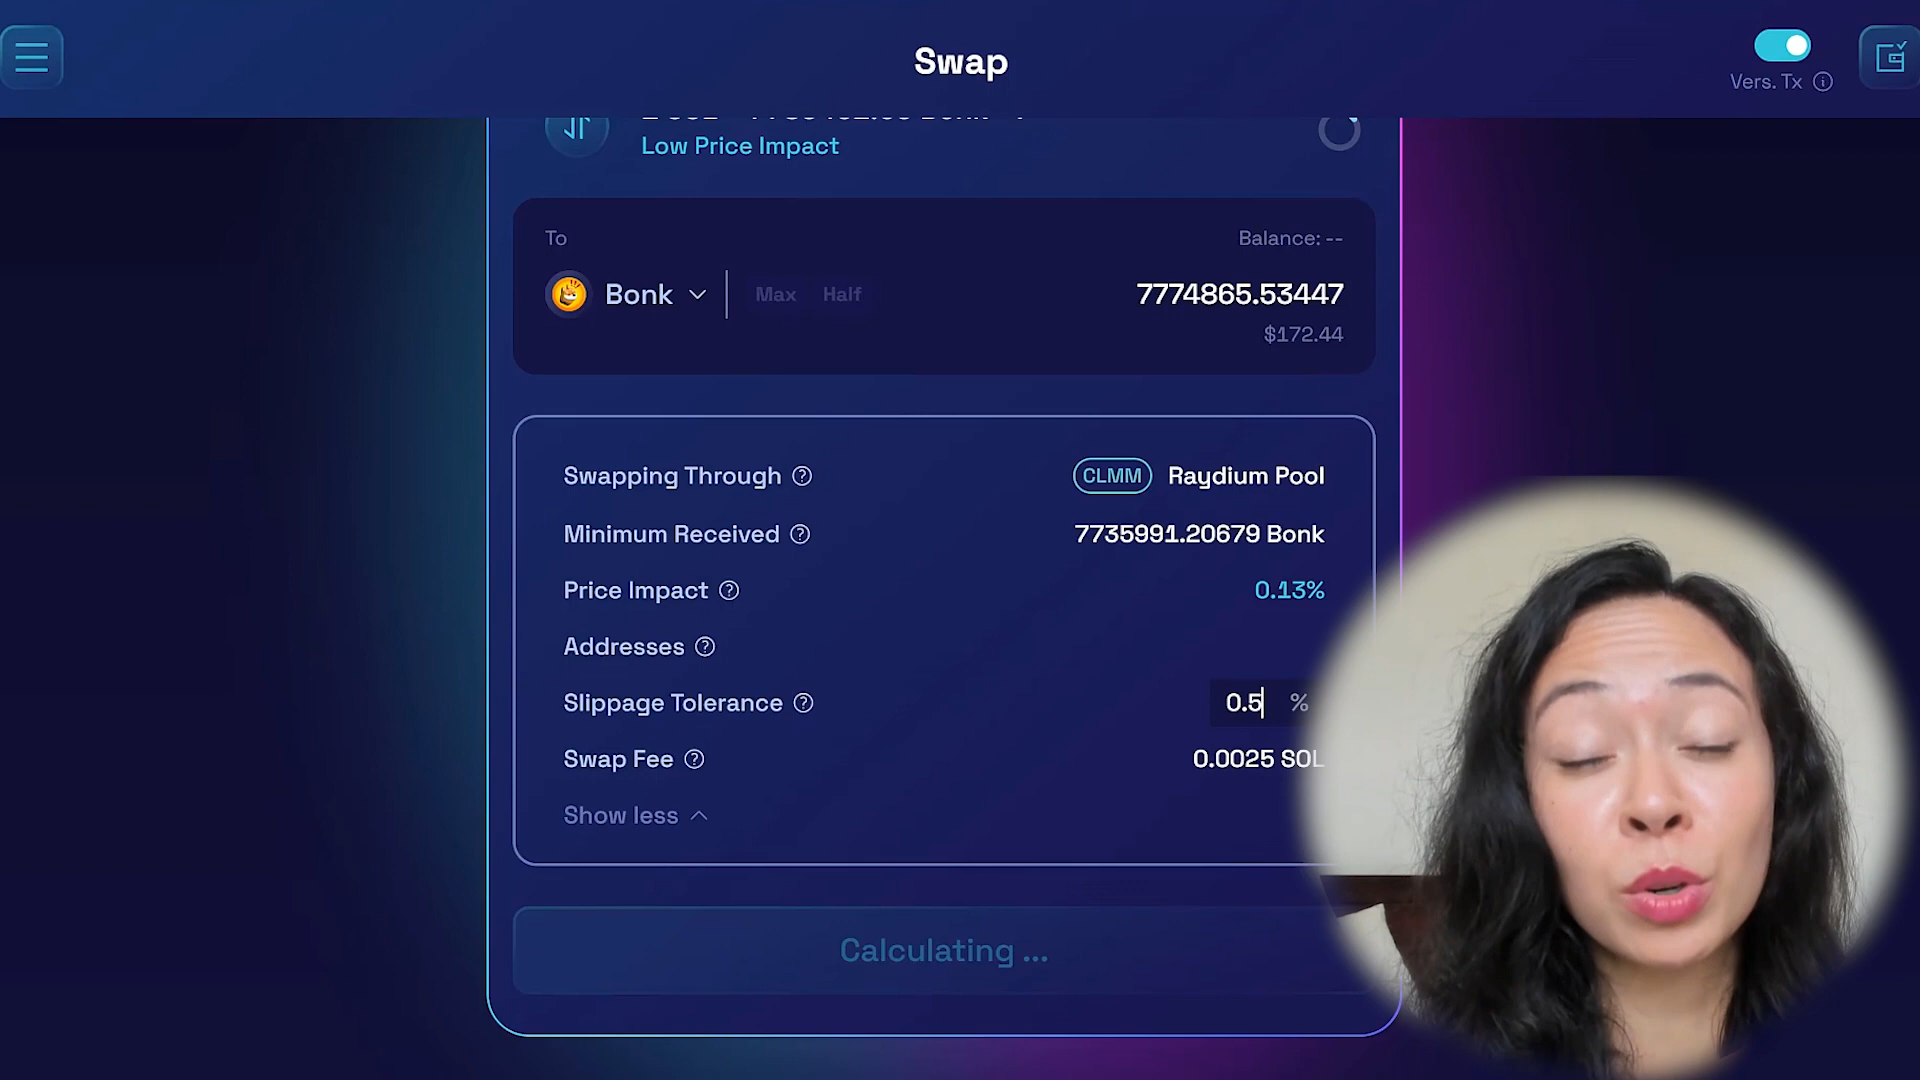 Swap
Vers. Tx
Low Price Impact
To
Balance: --
Bonk
Max Half
7774865.53447
$172.44
Swapping Through
CLMM Raydium Pool
Minimum Received
7735991.20679 Bonk
Price Impact
0.13%
Addresses
Slippage Tolerance
0.5 %
Swap Fee
0.0025 SOL
Show less
Calculating ...